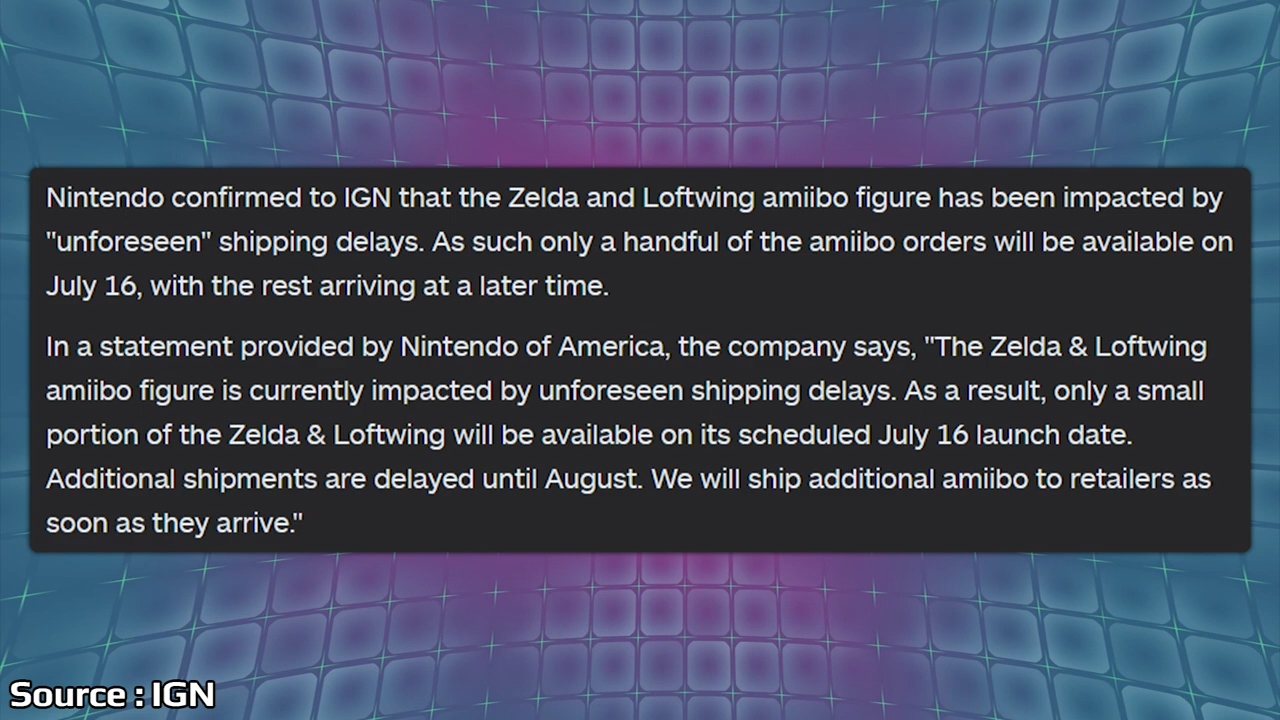 Nintendo confirmed to IGN that the Zelda and Loftwing amiibo figure has been impacted by
"unforeseen" shipping delays. As such only a handful of the amiibo orders will be available on
July 16, with the rest arriving at a later time.
In a statement provided by Nintendo of America, the company says, "The Zelda & Loftwing
amiibo figure is currently impacted by unforeseen shipping delays. As a result, only a small
portion of the Zelda & Loftwing will be available on its scheduled July 16 launch date.
Additional shipments are delayed until August. We will ship additional amiibo to retailers as
soon as they arrive."
Source : IGN